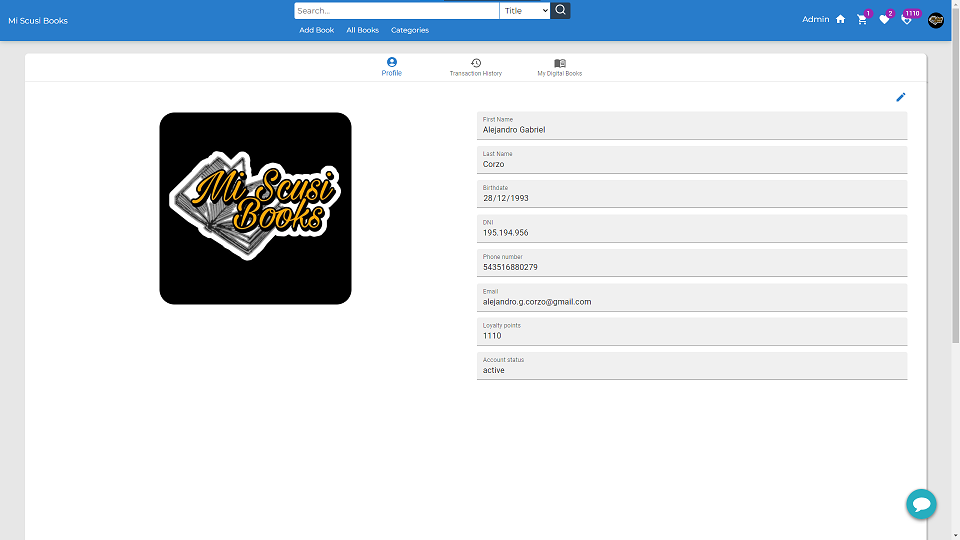 Mi Scusi Books
Search...
Title
Admin
1
2
1110
Add Book
All Books
Categories
Profile
Transaction History
My Digital Books
Mi Scusi
Books
First Name
Alejandro Gabriel
Last Name
Corzo
Birthdate
28/12/1993
DNI
195.194.956
Phone number
543516880279
Email
alejandro.g.corzo@gmail.com
Loyalty points
1110
Account status
active